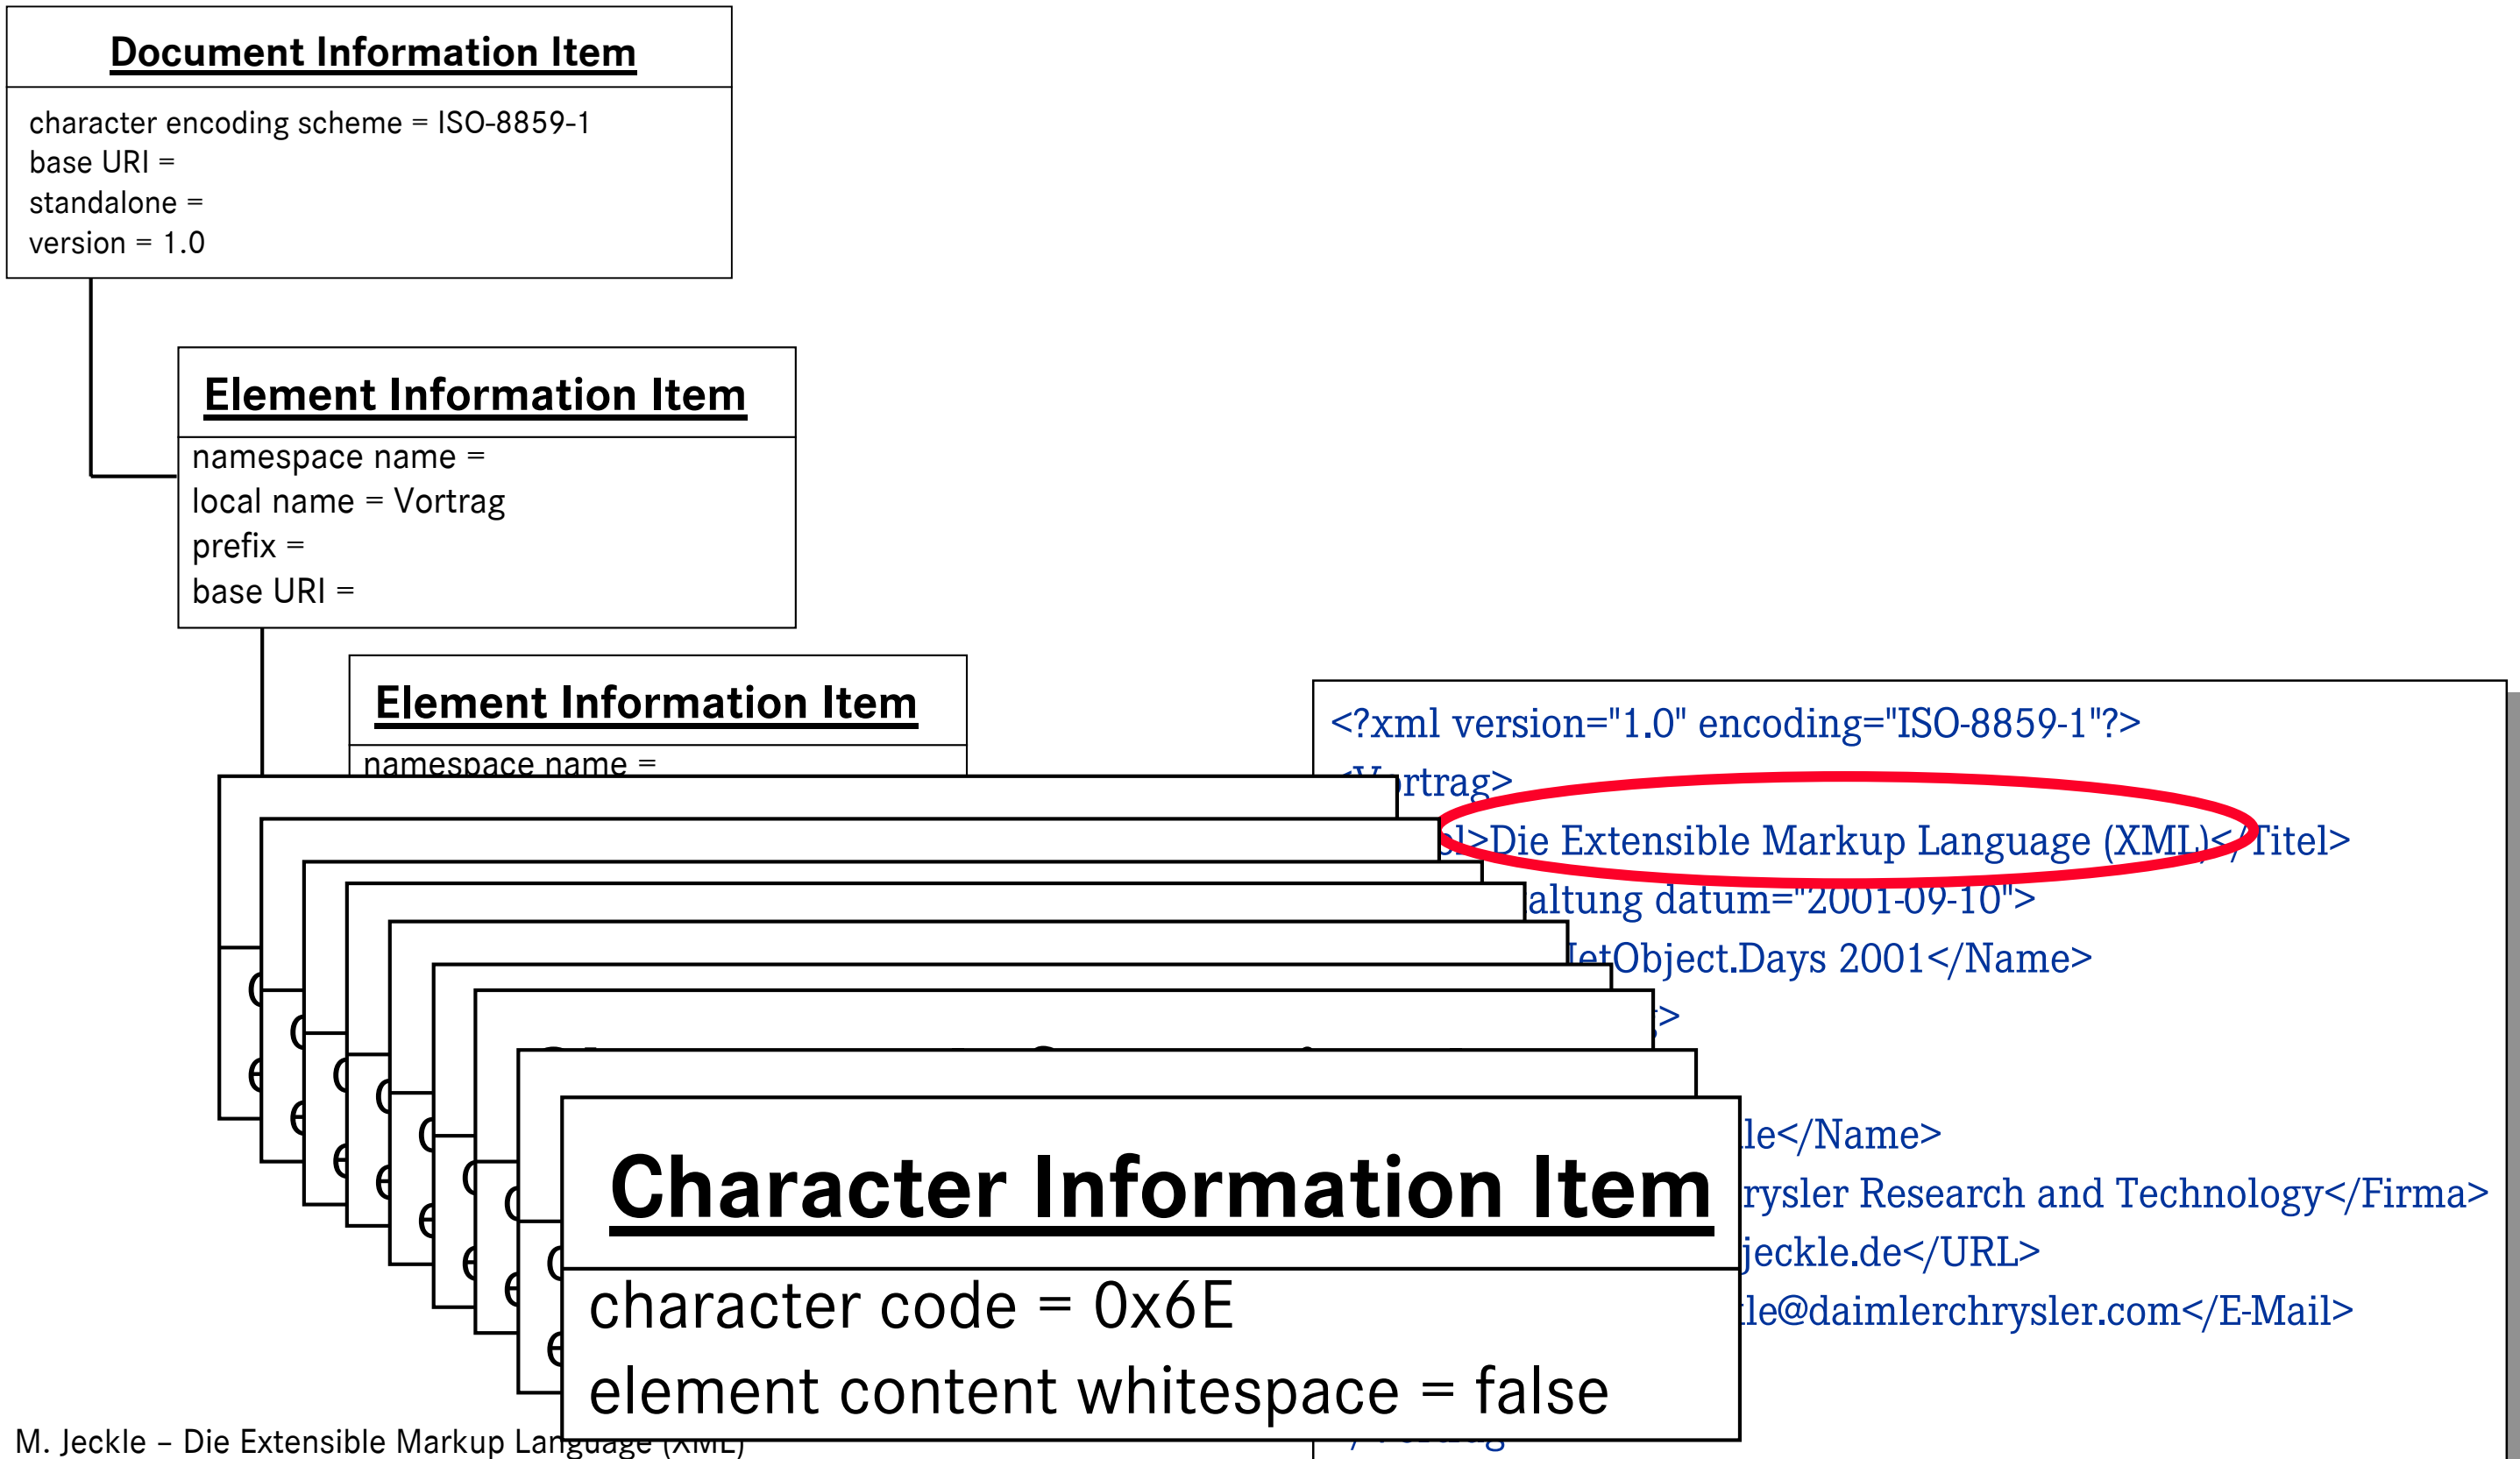 Document Information Item
character encoding scheme = ISO-8859-1
base URI =
standalone =
version = 1.0
Element Information Item
namespace name =
local name = Vortrag
prefix =
base URI =
Element Information Item
namespace name =
<?xml version="1.0" encoding="ISO-8859-1"?>
<Vortrag>
el>Die Extensible Markup Language (XML)</Titel>
altung datum="2001-09-10">
etObject.Days 2001</Name>
>
le</Name>
rysler Research and Technology</Firma>
jeckle.de</URL>
le@daimlerchrysler.com</E-Mail>
Character Information Item
character code = 0x6E
element content whitespace = false
M. Jeckle – Die Extensible Markup Language (XML)